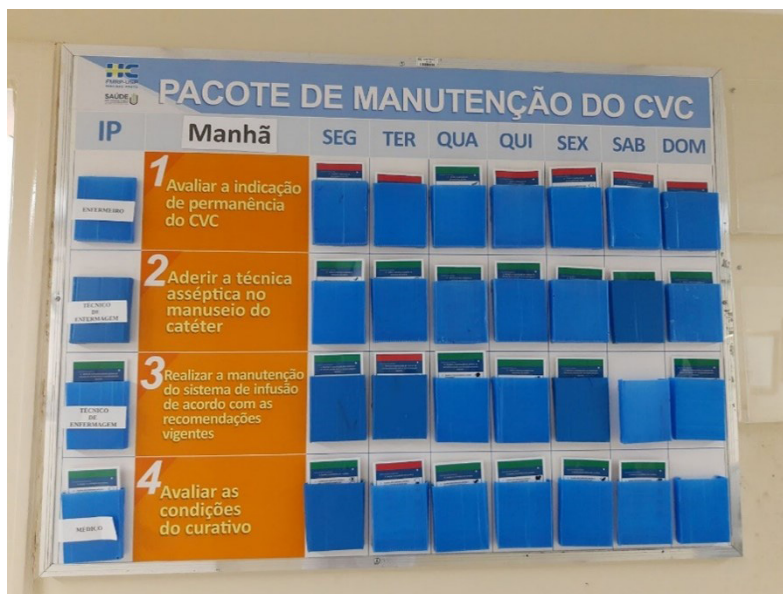 HC
SAÚDE
PACOTE DE MANUTENÇÃO DO CVC
IP Manhã SEG TER QUA QUI SEX SAB DOM
ENFERMEIRO
1 Avaliar a indicação
de permanência
do CVC
TÉCNICO
DE
ENFERMAGEM
2 Aderir a técnica
asséptica no
manuseio do
catéter
TÉCNICO
DE
ENFERMAGEM
3 Realizar a manutenção
do sistema de infusão
de acordo com as
recomendações
vigentes
MÉDICO
4 Avaliar as
condições
do curativo